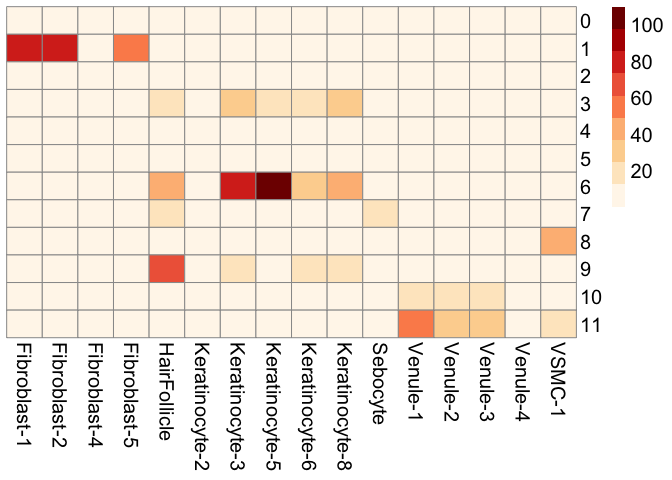 0
1
2
3
4
5
6
7
8
9
10
11
100
80
60
40
20
Fibroblast-1
Fibroblast-2
Fibroblast-4
Fibroblast-5
HairFollicle
Keratinocyte-2
Keratinocyte-3
Keratinocyte-5
Keratinocyte-6
Keratinocyte-8
Sebocyte
Venule-1
Venule-2
Venule-3
Venule-4
VSMC-1